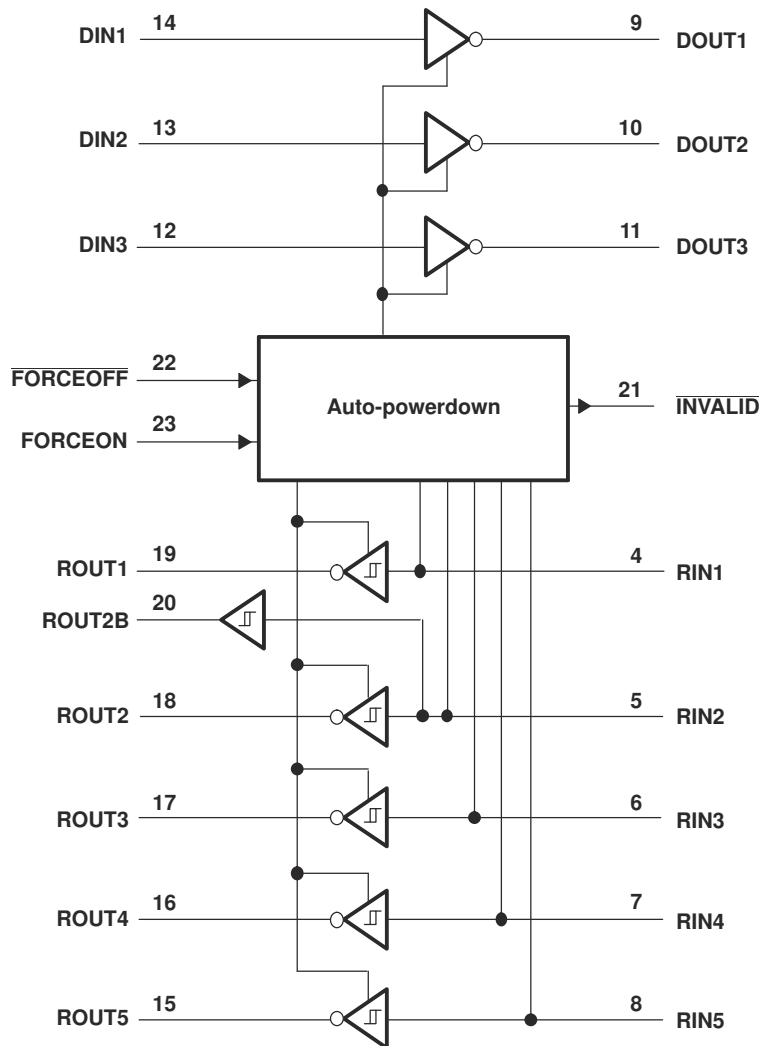 DIN1 14 9 DOUT1
DIN2 13 10 DOUT2
DIN3 12 11 DOUT3
FORCEOFF 22
Auto-powerdown 21 INVALID
FORCEON 23
ROUT1 19 4 RIN1
ROUT2B 20
ROUT2 18 5 RIN2
ROUT3 17 6 RIN3
ROUT4 16 7 RIN4
ROUT5 15 8 RIN5